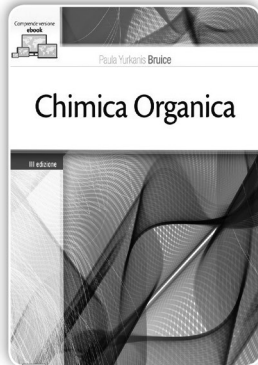 Comprende versione
ebook
Paula Yurkanis Bruice
Chimica Organica
III edizione